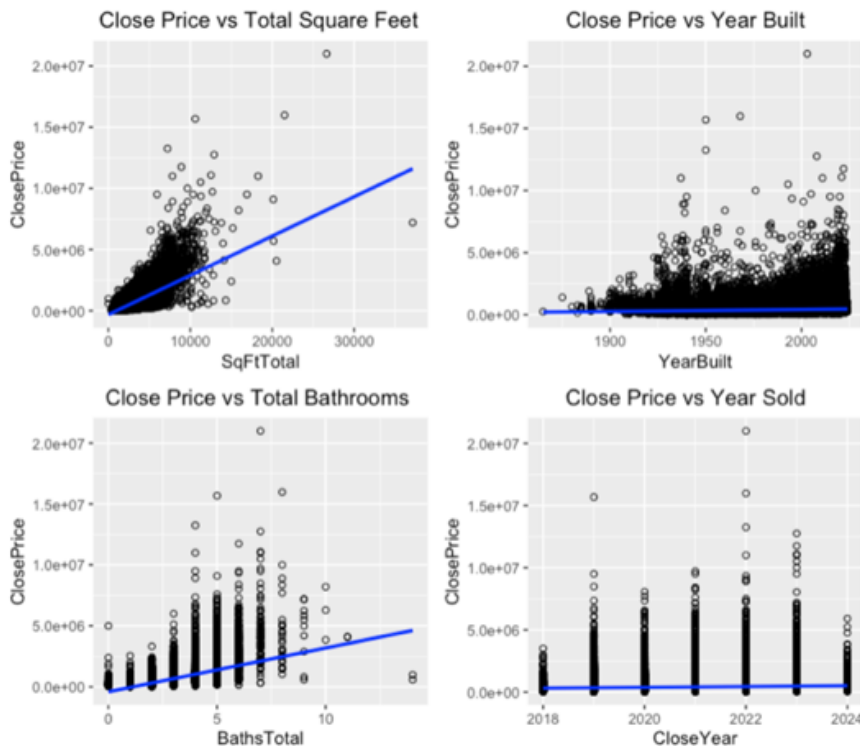 Close Price vs Total Square Feet
2.0e+07
1.5e+07
1.0e+07
5.0e+06
0.0e+00
ClosePrice
0 10000 20000 30000
SqFtTotal
Close Price vs Year Built
2.0e+07
1.5e+07
1.0e+07
5.0e+06
0.0e+00
ClosePrice
1900 1950 2000
YearBuilt
Close Price vs Total Bathrooms
2.0e+07
1.5e+07
1.0e+07
5.0e+06
0.0e+00
ClosePrice
0 5 10
BathsTotal
Close Price vs Year Sold
2.0e+07
1.5e+07
1.0e+07
5.0e+06
0.0e+00
ClosePrice
2018 2020 2022 2024
CloseYear